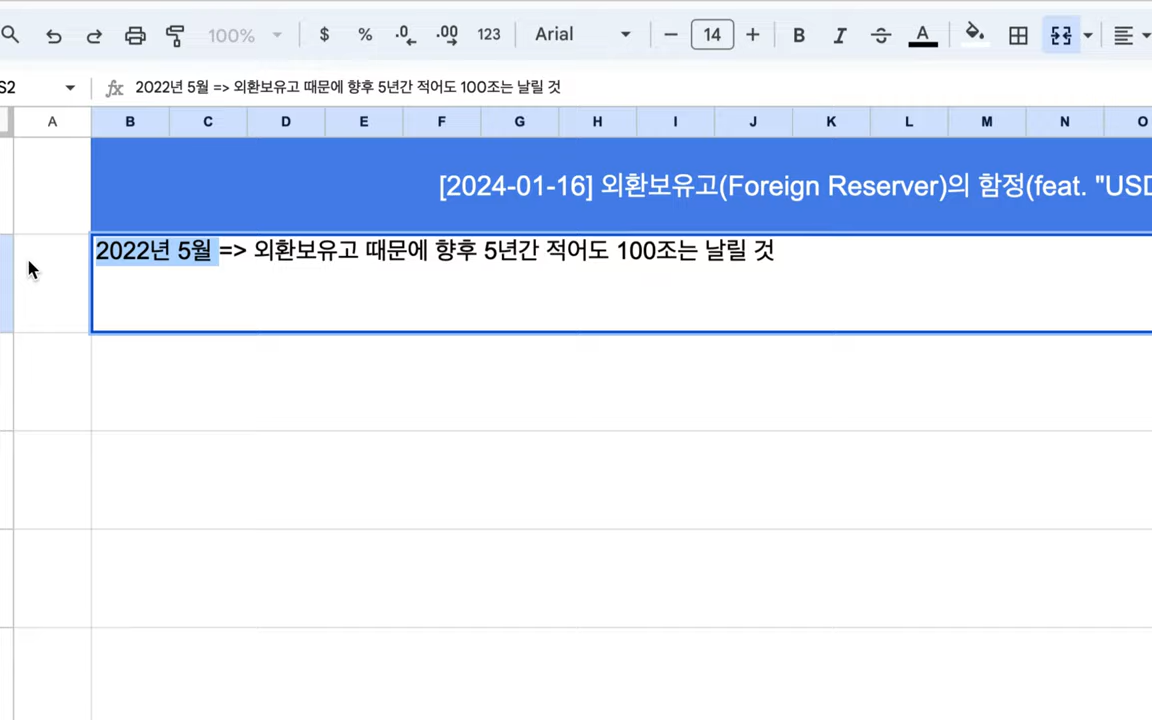 100%
$ % .0 .00 123 Arial 14 B I S A
S2 fx 2022년 5월 => 외환보유고 때문에 향후 5년간 적어도 100조는 날릴 것
A B C D E F G H I J K L M N O
[2024-01-16] 외환보유고(Foreign Reserver)의 함정(feat. "USD
2022년 5월 => 외환보유고 때문에 향후 5년간 적어도 100조는 날릴 것